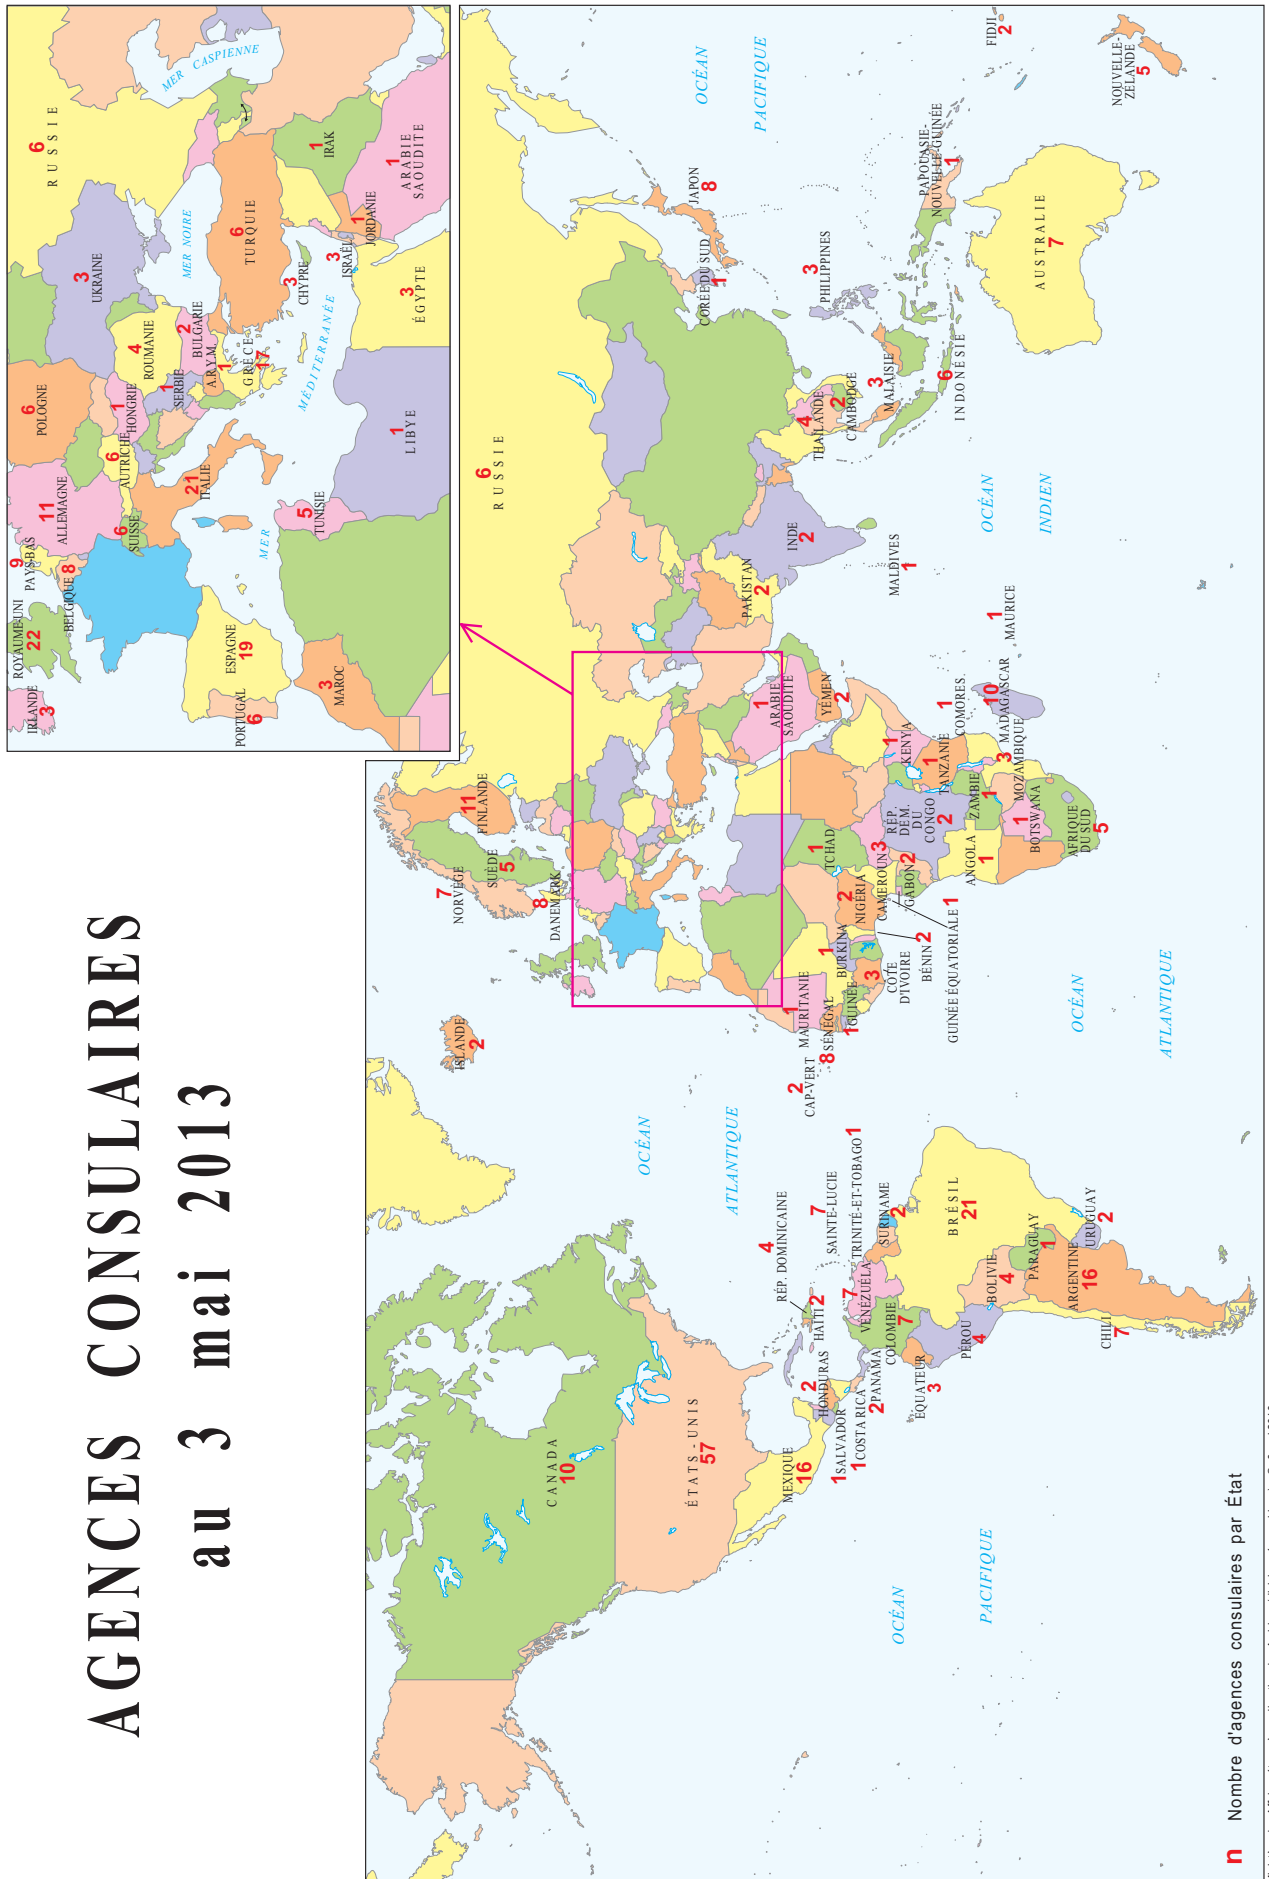 AGENCES CONSULAIRES
au 3 mai 2013
IRLANDE
3
ROYAUME-UNI
22
PAYS-BAS
9
BELGIQUE
8
ALLEMAGNE
11
POLOGNE
6
RUSSIE
6
UKRAINE
3
SUISSE
6
AUTRICHE
6
HONGRIE
1
ROUMANIE
4
SERBIE
1
BULGARIE
2
A.R.Y.M.
1
GRÈCE
17
ITALIE
21
ESPAGNE
19
PORTUGAL
6
MAROC
3
TUNISIE
5
LIBYE
1
ÉGYPTE
3
TURQUIE
6
CHYPRE
3
ISRAËL
3
JORDANIE
1
IRAK
1
ARABIE
SAOUDITE
1
MER NOIRE
MER CASPIENNE
MER
MÉDITERRANÉE
CANADA
10
ÉTATS-UNIS
57
MEXIQUE
16
HONDURAS
2
SALVADOR
1
COSTA RICA
1
PANAMA
2
HAÏTI
2
RÉP. DOMINICAINE
4
SAINTE-LUCIE
7
TRINITÉ-ET-TOBAGO
1
VENEZUÉLA
7
COLOMBIE
7
SURINAME
2
ÉQUATEUR
3
PÉROU
4
BRÉSIL
21
BOLIVIE
4
PARAGUAY
1
URUGUAY
2
ARGENTINE
16
CHILI
7
ISLANDE
2
NORVÈGE
7
SUÈDE
5
FINLANDE
11
DANEMARK
8
RUSSIE
6
CAP-VERT
2
MAURITANIE
1
SÉNÉGAL
8
GUINÉE
1
BURKINA
1
CÔTE
D'IVOIRE
3
BÉNIN
2
NIGÉRIA
2
TCHAD
1
CAMEROUN
3
GUINÉE ÉQUATORIALE
1
GABON
2
RÉP.
DÉM.
DU
CONGO
2
KENYA
1
TANZANIE
1
ANGOLA
1
ZAMBIE
1
MOZAMBIQUE
3
BOTSWANA
1
AFRIQUE
DU SUD
5
COMORES
1
MADAGASCAR
10
MAURICE
1
ARABIE
SAOUDITE
1
YÉMEN
2
PAKISTAN
2
INDE
2
MALDIVES
1
THAÏLANDE
4
CAMBODGE
2
MALAISIE
3
INDONÉSIE
6
PHILIPPINES
3
CORÉE DU SUD
1
JAPON
8
PAPOUASIE-
NOUVELLE-GUINÉE
1
AUSTRALIE
7
NOUVELLE-
ZÉLANDE
5
FIDJI
2
OCÉAN
PACIFIQUE
OCÉAN
ATLANTIQUE
OCÉAN
ATLANTIQUE
OCÉAN
INDIEN
OCÉAN
PACIFIQUE
n Nombre d'agences consulaires par État